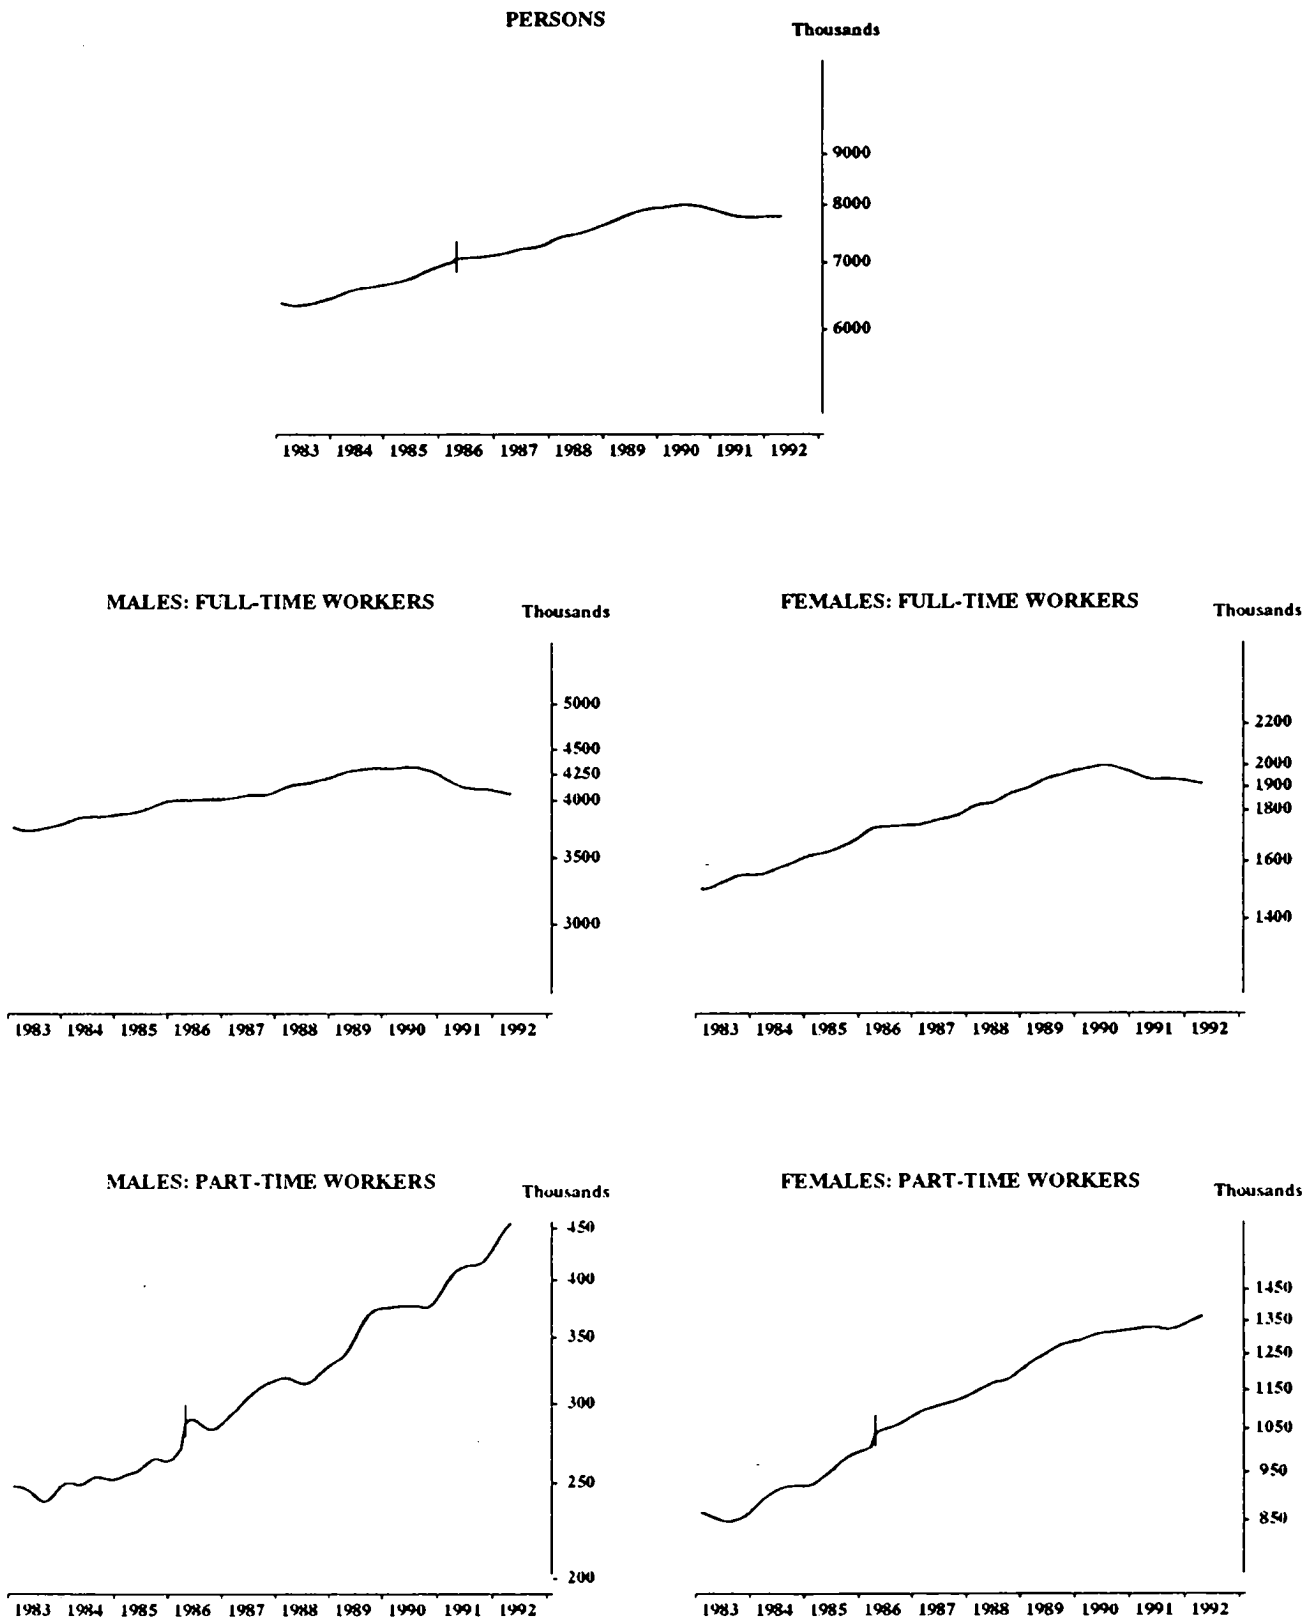 PERSONS
Thousands
9000
8000
7000
6000
1983 1984 1985 1986 1987 1988 1989 1990 1991 1992
MALES: FULL-TIME WORKERS
Thousands
5000
4500
4250
4000
3500
3000
1983 1984 1985 1986 1987 1988 1989 1990 1991 1992
FEMALES: FULL-TIME WORKERS
Thousands
2200
2000
1900
1800
1600
1400
1983 1984 1985 1986 1987 1988 1989 1990 1991 1992
MALES: PART-TIME WORKERS
Thousands
450
400
350
300
250
200
1983 1984 1985 1986 1987 1988 1989 1990 1991 1992
FEMALES: PART-TIME WORKERS
Thousands
1450
1350
1250
1150
1050
950
850
1983 1984 1985 1986 1987 1988 1989 1990 1991 1992